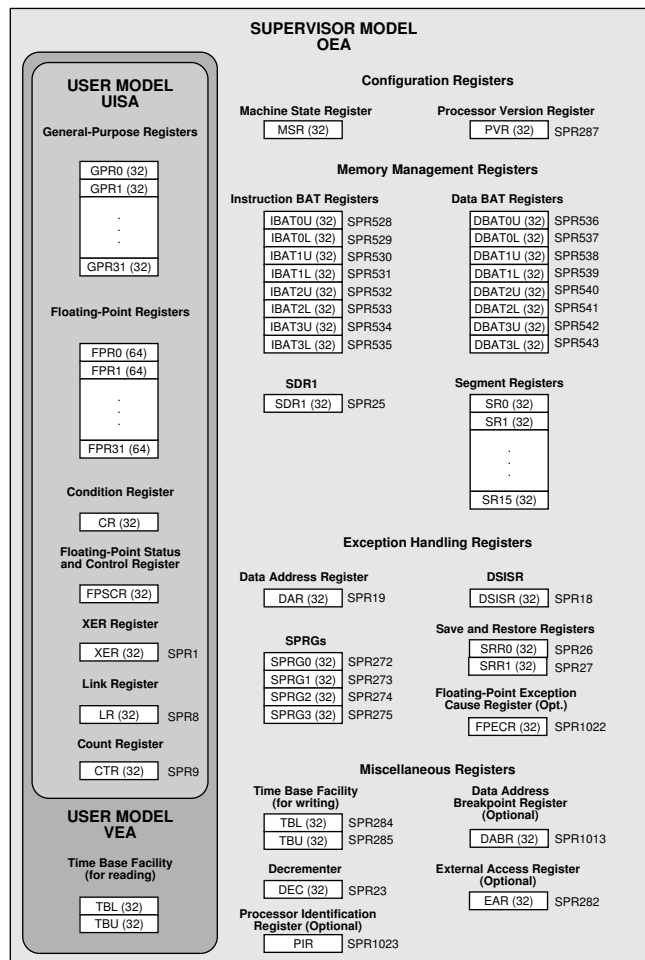 SUPERVISOR MODEL
OEA
USER MODEL
UISA
General-Purpose Registers
GPR0 (32)
GPR1 (32)
.
.
.
GPR31 (32)
Floating-Point Registers
FPR0 (64)
FPR1 (64)
.
.
.
FPR31 (64)
Condition Register
CR (32)
Floating-Point Status
and Control Register
FPSCR (32)
XER Register
XER (32) SPR1
Link Register
LR (32) SPR8
Count Register
CTR (32) SPR9
USER MODEL
VEA
Time Base Facility
(for reading)
TBL (32)
TBU (32)
Configuration Registers
Machine State Register
MSR (32)
Processor Version Register
PVR (32) SPR287
Memory Management Registers
Instruction BAT Registers
IBAT0U (32) SPR528
IBAT0L (32) SPR529
IBAT1U (32) SPR530
IBAT1L (32) SPR531
IBAT2U (32) SPR532
IBAT2L (32) SPR533
IBAT3U (32) SPR534
IBAT3L (32) SPR535
Data BAT Registers
DBAT0U (32) SPR536
DBAT0L (32) SPR537
DBAT1U (32) SPR538
DBAT1L (32) SPR539
DBAT2U (32) SPR540
DBAT2L (32) SPR541
DBAT3U (32) SPR542
DBAT3L (32) SPR543
SDR1
SDR1 (32) SPR25
Segment Registers
SR0 (32)
SR1 (32)
.
.
.
SR15 (32)
Exception Handling Registers
Data Address Register
DAR (32) SPR19
DSISR
DSISR (32) SPR18
SPRGs
SPRG0 (32) SPR272
SPRG1 (32) SPR273
SPRG2 (32) SPR274
SPRG3 (32) SPR275
Save and Restore Registers
SRR0 (32) SPR26
SRR1 (32) SPR27
Floating-Point Exception
Cause Register (Opt.)
FPECR (32) SPR1022
Miscellaneous Registers
Time Base Facility
(for writing)
TBL (32) SPR284
TBU (32) SPR285
Data Address
Breakpoint Register
(Optional)
DABR (32) SPR1013
Decrementer
DEC (32) SPR23
External Access Register
(Optional)
EAR (32) SPR282
Processor Identification
Register (Optional)
PIR SPR1023